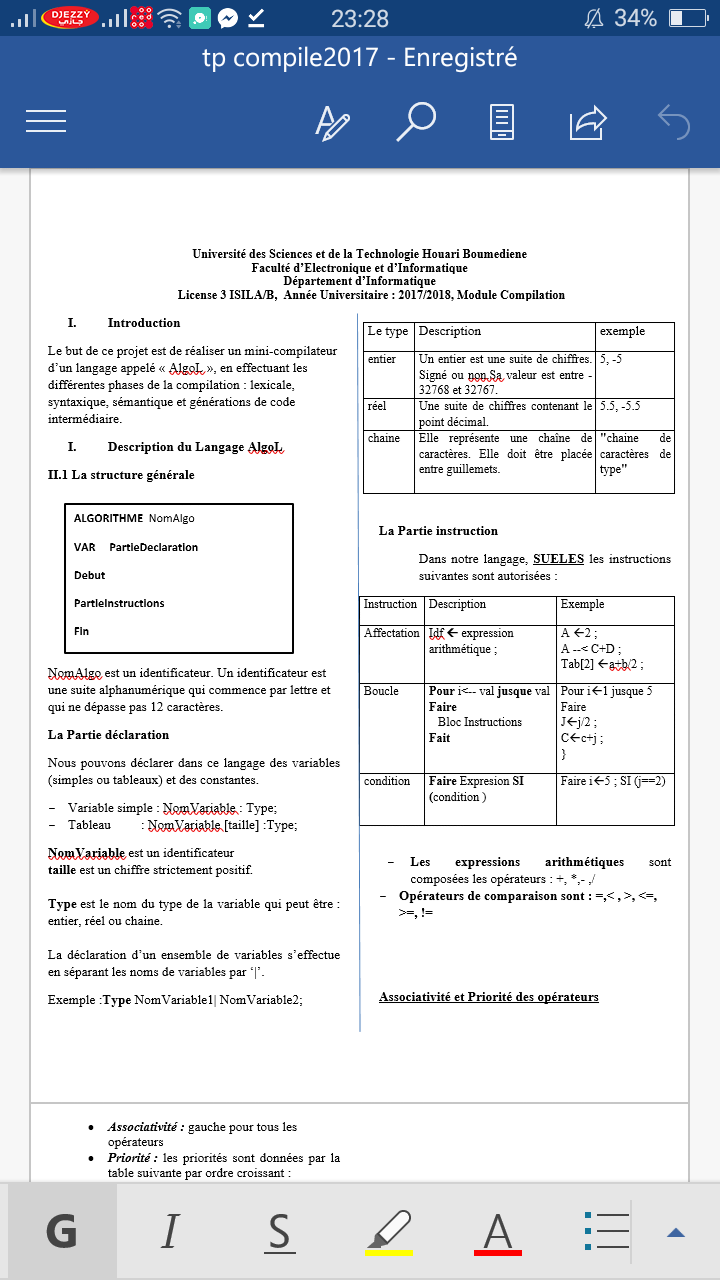 DJEZZY
جازي
23:28
34%
tp compile2017 - Enregistré
Université des Sciences et de la Technologie Houari Boumediene
Faculté d'Electronique et d'Informatique
Département d'Informatique
License 3 ISILA/B, Année Universitaire : 2017/2018, Module Compilation
I. Introduction
Le but de ce projet est de réaliser un mini-compilateur
d'un langage appelé « AlgoL », en effectuant les
différentes phases de la compilation : lexicale,
syntaxique, sémantique et générations de code
intermédiaire.
I. Description du Langage AlgoL
II.1 La structure générale
ALGORITHME NomAlgo
VAR PartieDeclaration
Debut
PartieInstructions
Fin
NomAlgo est un identificateur. Un identificateur est
une suite alphanumérique qui commence par lettre et
qui ne dépasse pas 12 caractères.
La Partie déclaration
Nous pouvons déclarer dans ce langage des variables
(simples ou tableaux) et des constantes.
– Variable simple : NomVariable : Type;
– Tableau : NomVariable [taille] :Type;
NomVariable est un identificateur
taille est un chiffre strictement positif.
Type est le nom du type de la variable qui peut être :
entier, réel ou chaine.
La déclaration d'un ensemble de variables s'effectue
en séparant les noms de variables par '|'.
Exemple :Type NomVariable1| NomVariable2;
Le type Description exemple
entier Un entier est une suite de chiffres. 5, -5
Signé ou non.Sa valeur est entre -
32768 et 32767.
réel Une suite de chiffres contenant le 5.5, -5.5
point décimal.
chaine Elle représente une chaîne de "chaine de
caractères. Elle doit être placée caractères de
entre guillemets. type"
La Partie instruction
Dans notre langage, SUELES les instructions
suivantes sont autorisées :
Instruction Description Exemple
Affectation Idf ← expression A ←2 ;
arithmétique ; A --< C+D ;
Tab[2] ←a+b/2 ;
Boucle Pour i<-- val jusque val Pour i←1 jusque 5
Faire Faire
Bloc Instructions J←j/2 ;
Fait C←c+j ;
}
condition Faire Expresion SI Faire i←5 ; SI (j==2)
(condition )
– Les expressions arithmétiques sont
composées les opérateurs : +, *,- ,/
– Opérateurs de comparaison sont : =,< , >, <=,
>=, !=
Associativité et Priorité des opérateurs
• Associativité : gauche pour tous les
opérateurs
• Priorité : les priorités sont données par la
table suivante par ordre croissant :
G I S A